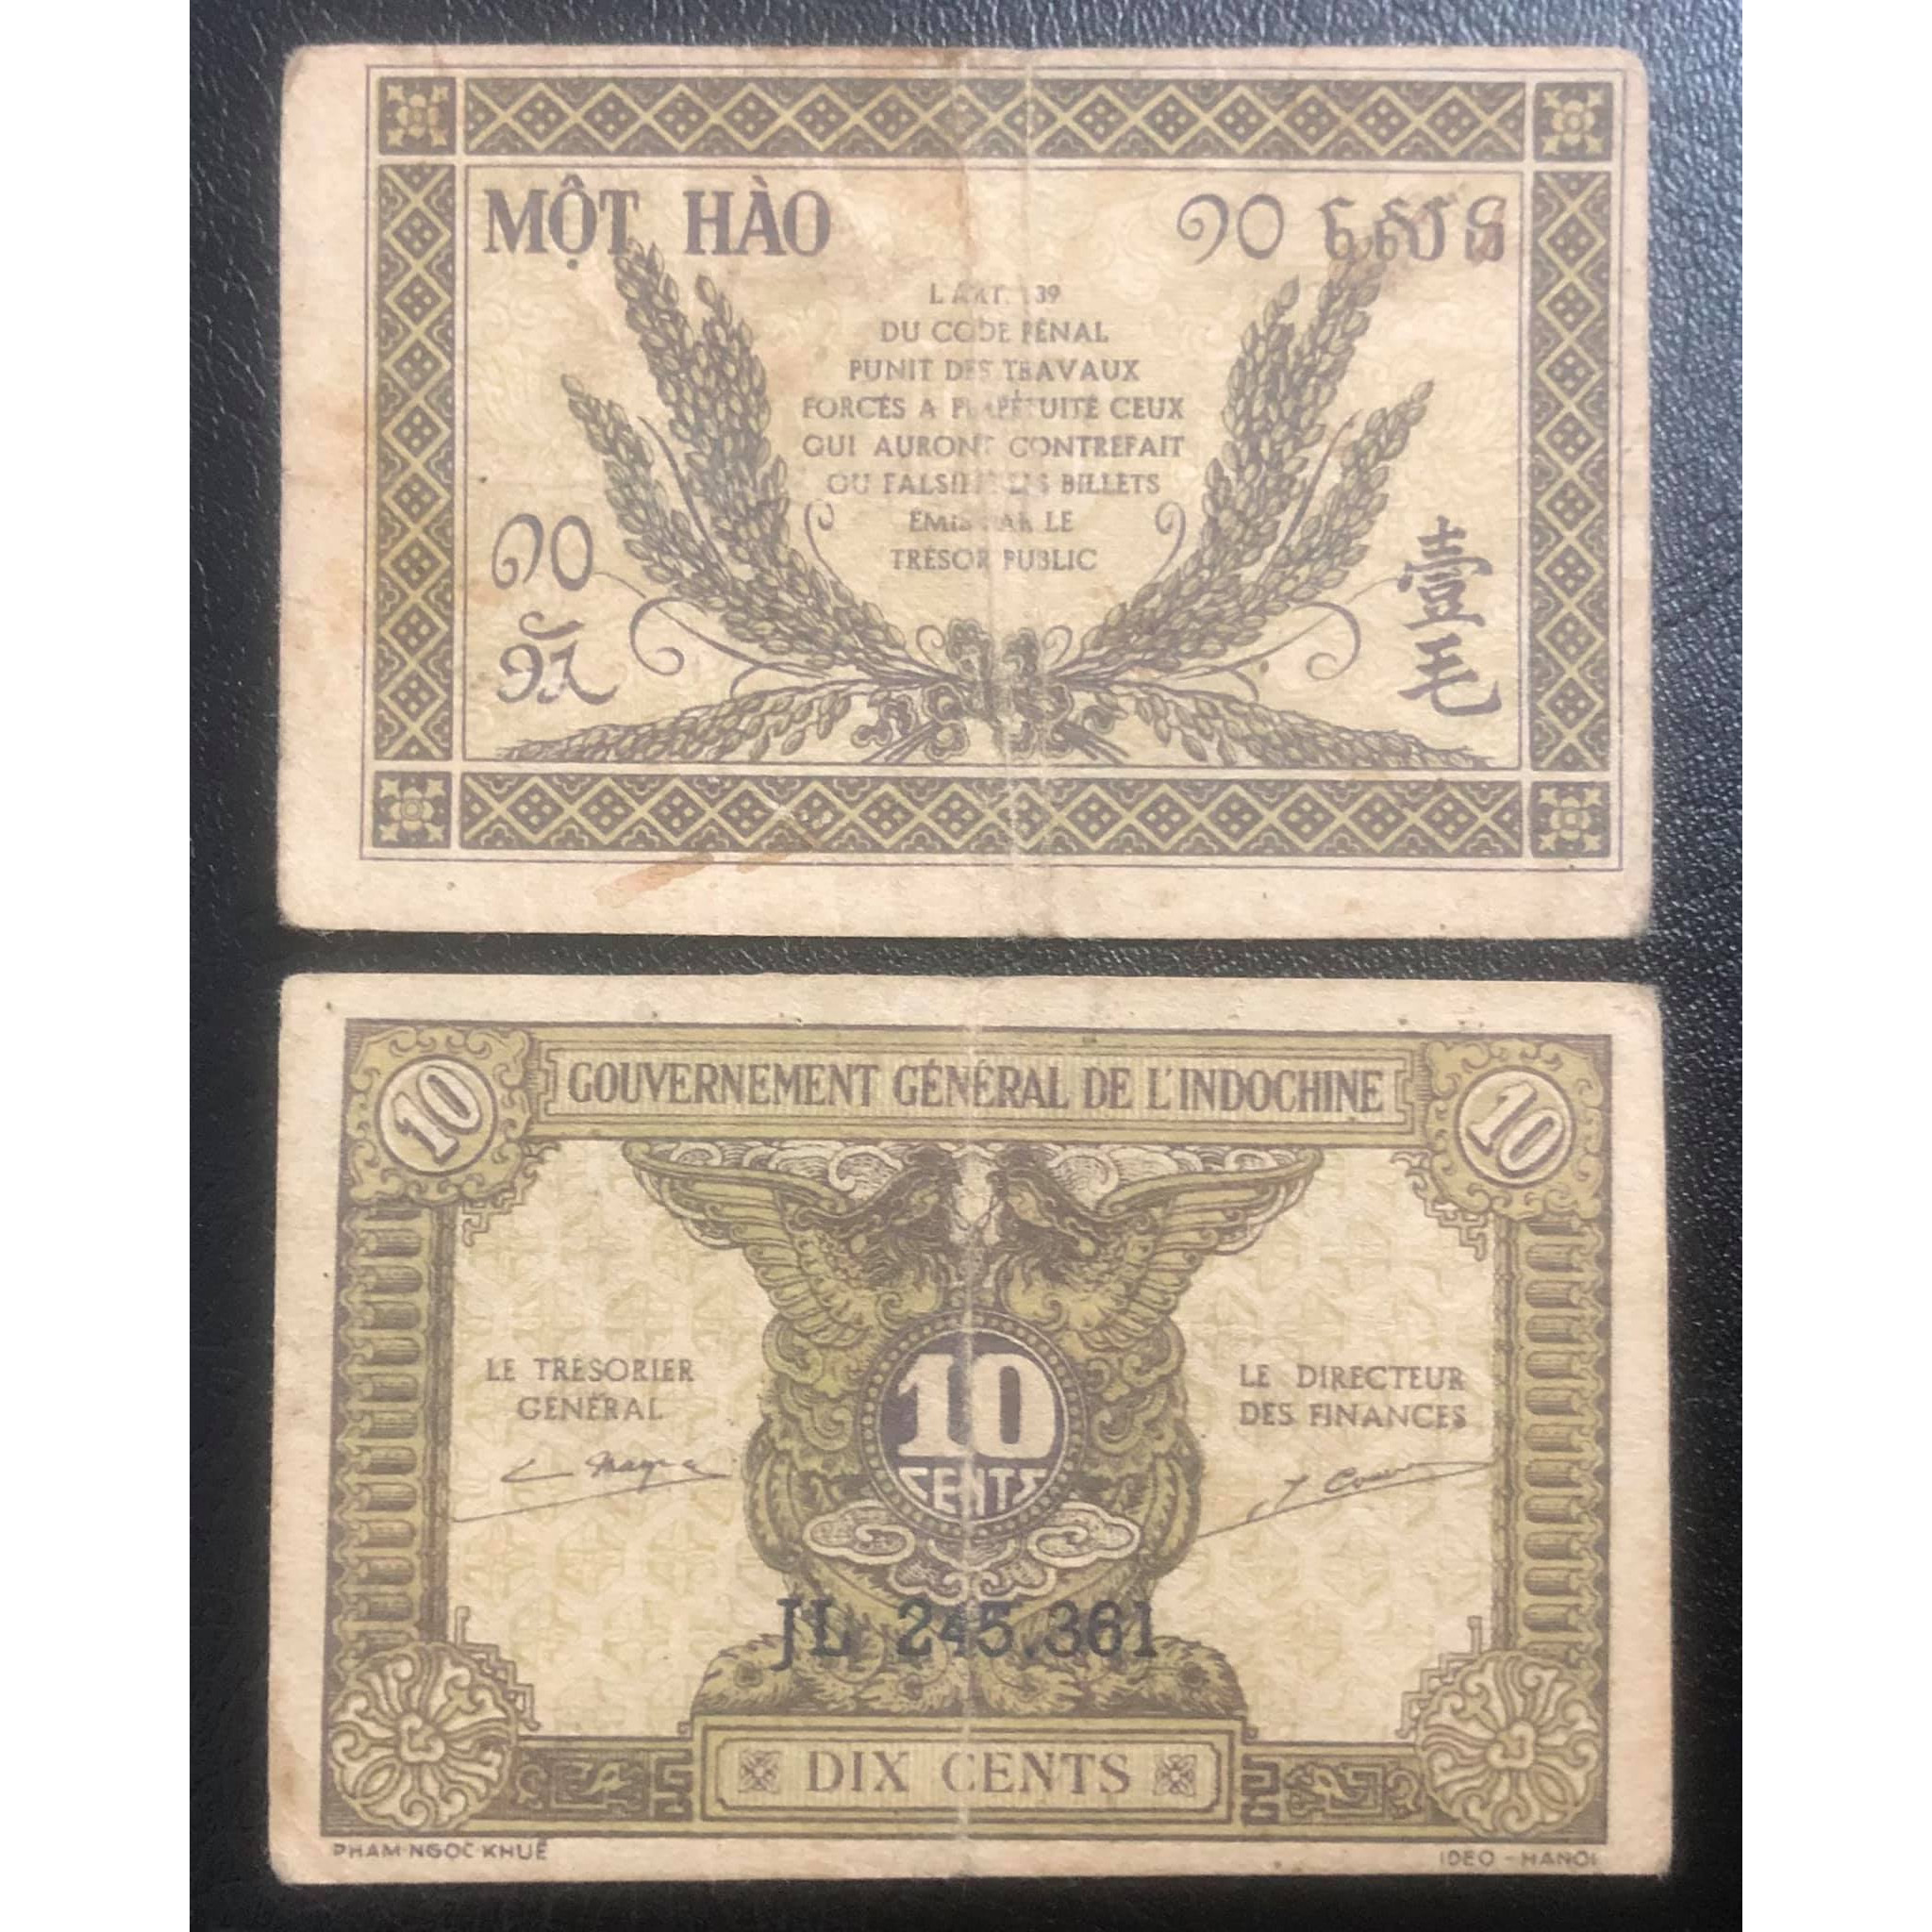 MỘT HÀO
១០ សេន
L'ART. 139
DU CODE PÉNAL
PUNIT DES TRAVAUX
FORCÉS A PERPÉTUITÉ CEUX
QUI AURONT CONTREFAIT
OU FALSIFIÉ LES BILLETS
ÉMIS PAR LE
TRÉSOR PUBLIC
壹
毛
GOUVERNEMENT GÉNÉRAL DE L'INDOCHINE
10
10
LE TRÉSORIER
GÉNÉRAL
10
CENTS
LE DIRECTEUR
DES FINANCES
JL 245.361
DIX CENTS
PHAM-NGOC-KHUÊ
IDEO - HANOI